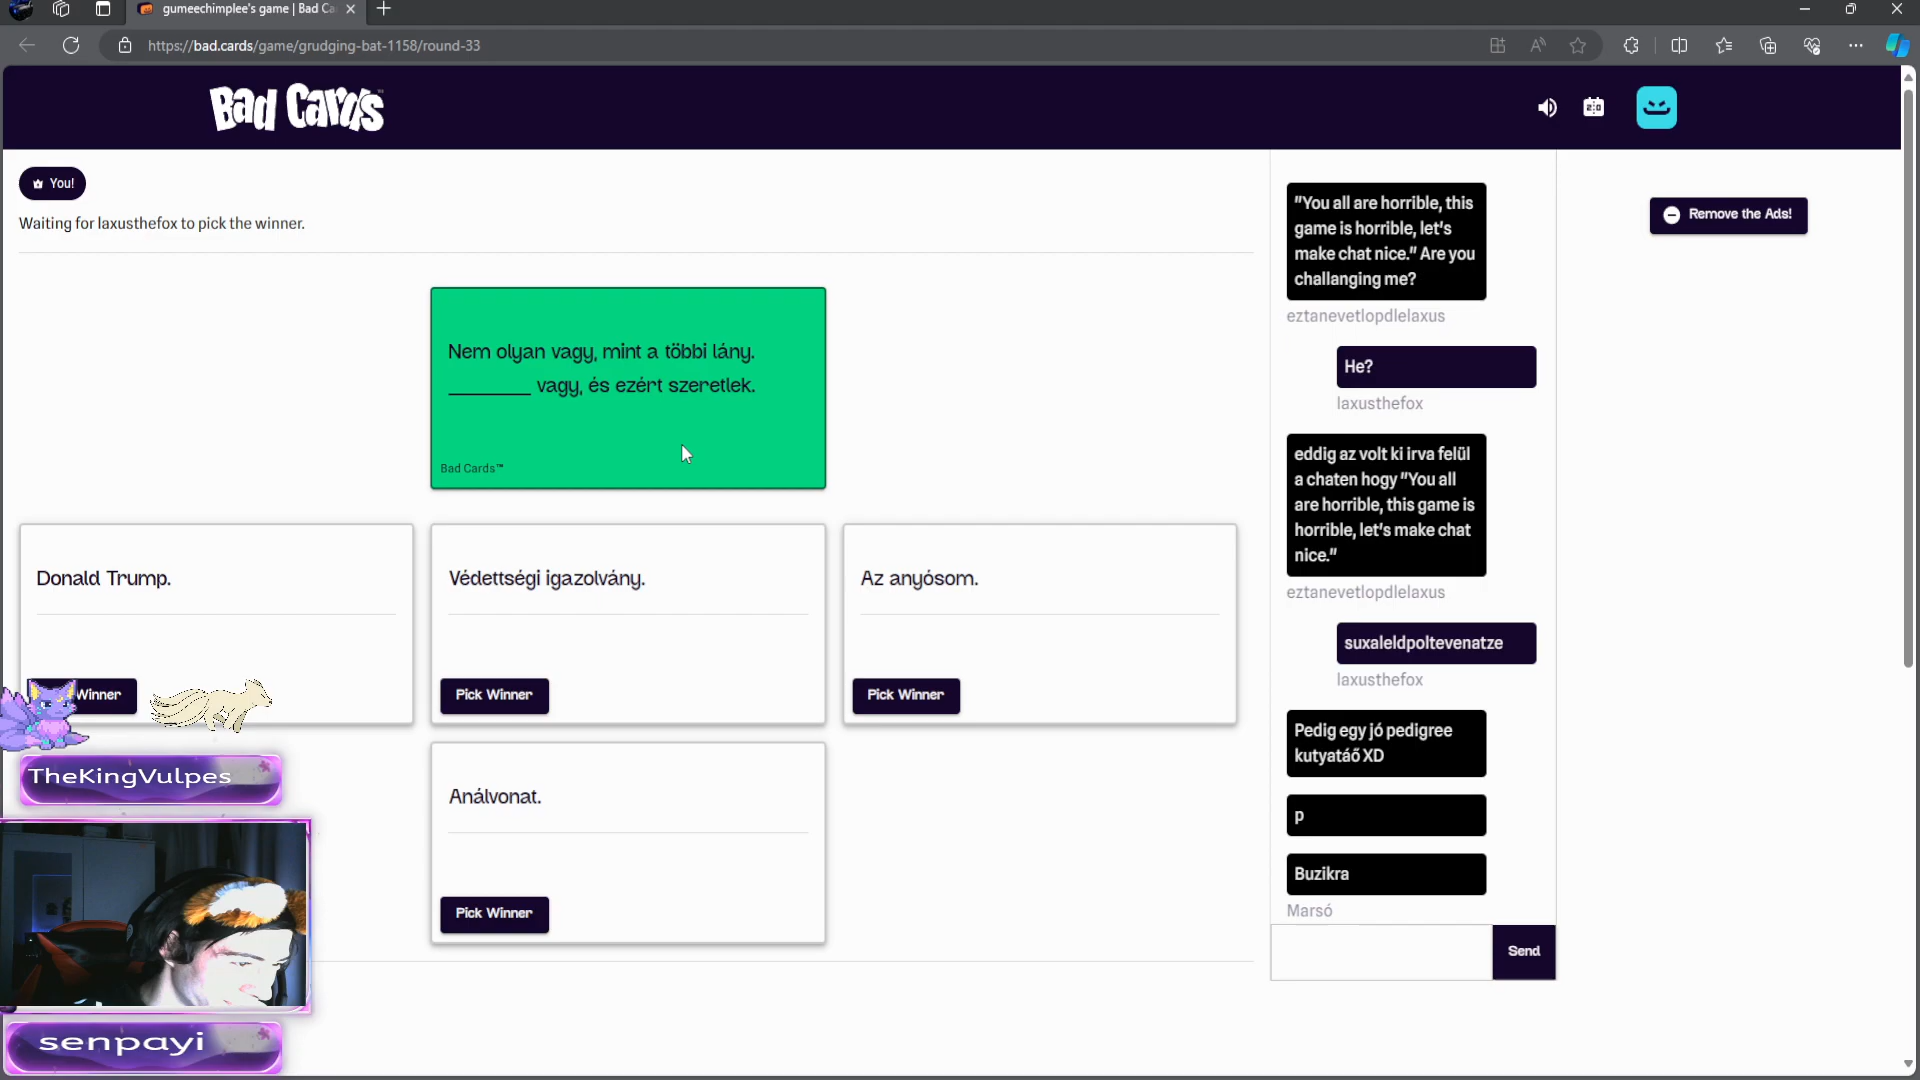 gumeechimplee's game | Bad Ca
https://bad.cards/game/grudging-bat-1158/round-33
Bad Cards
2:0
You!
Waiting for laxusthefox to pick the winner.
Nem olyan vagy, mint a többi lány.
________ vagy, és ezért szeretlek.
Bad Cards™
Donald Trump.
Winner
Védettségi igazolvány.
Pick Winner
Az anyósom.
Pick Winner
Análvonat.
Pick Winner
TheKingVulpes
senpayi
"You all are horrible, this
game is horrible, let's
make chat nice." Are you
challanging me?
eztanevetlopdlelaxus
He?
laxusthefox
eddig az volt ki irva felül
a chaten hogy "You all
are horrible, this game is
horrible, let's make chat
nice."
eztanevetlopdlelaxus
suxaleldpoltevenatze
laxusthefox
Pedig egy jó pedigree
kutyatáő XD
p
Buzikra
Marsó
Send
Remove the Ads!